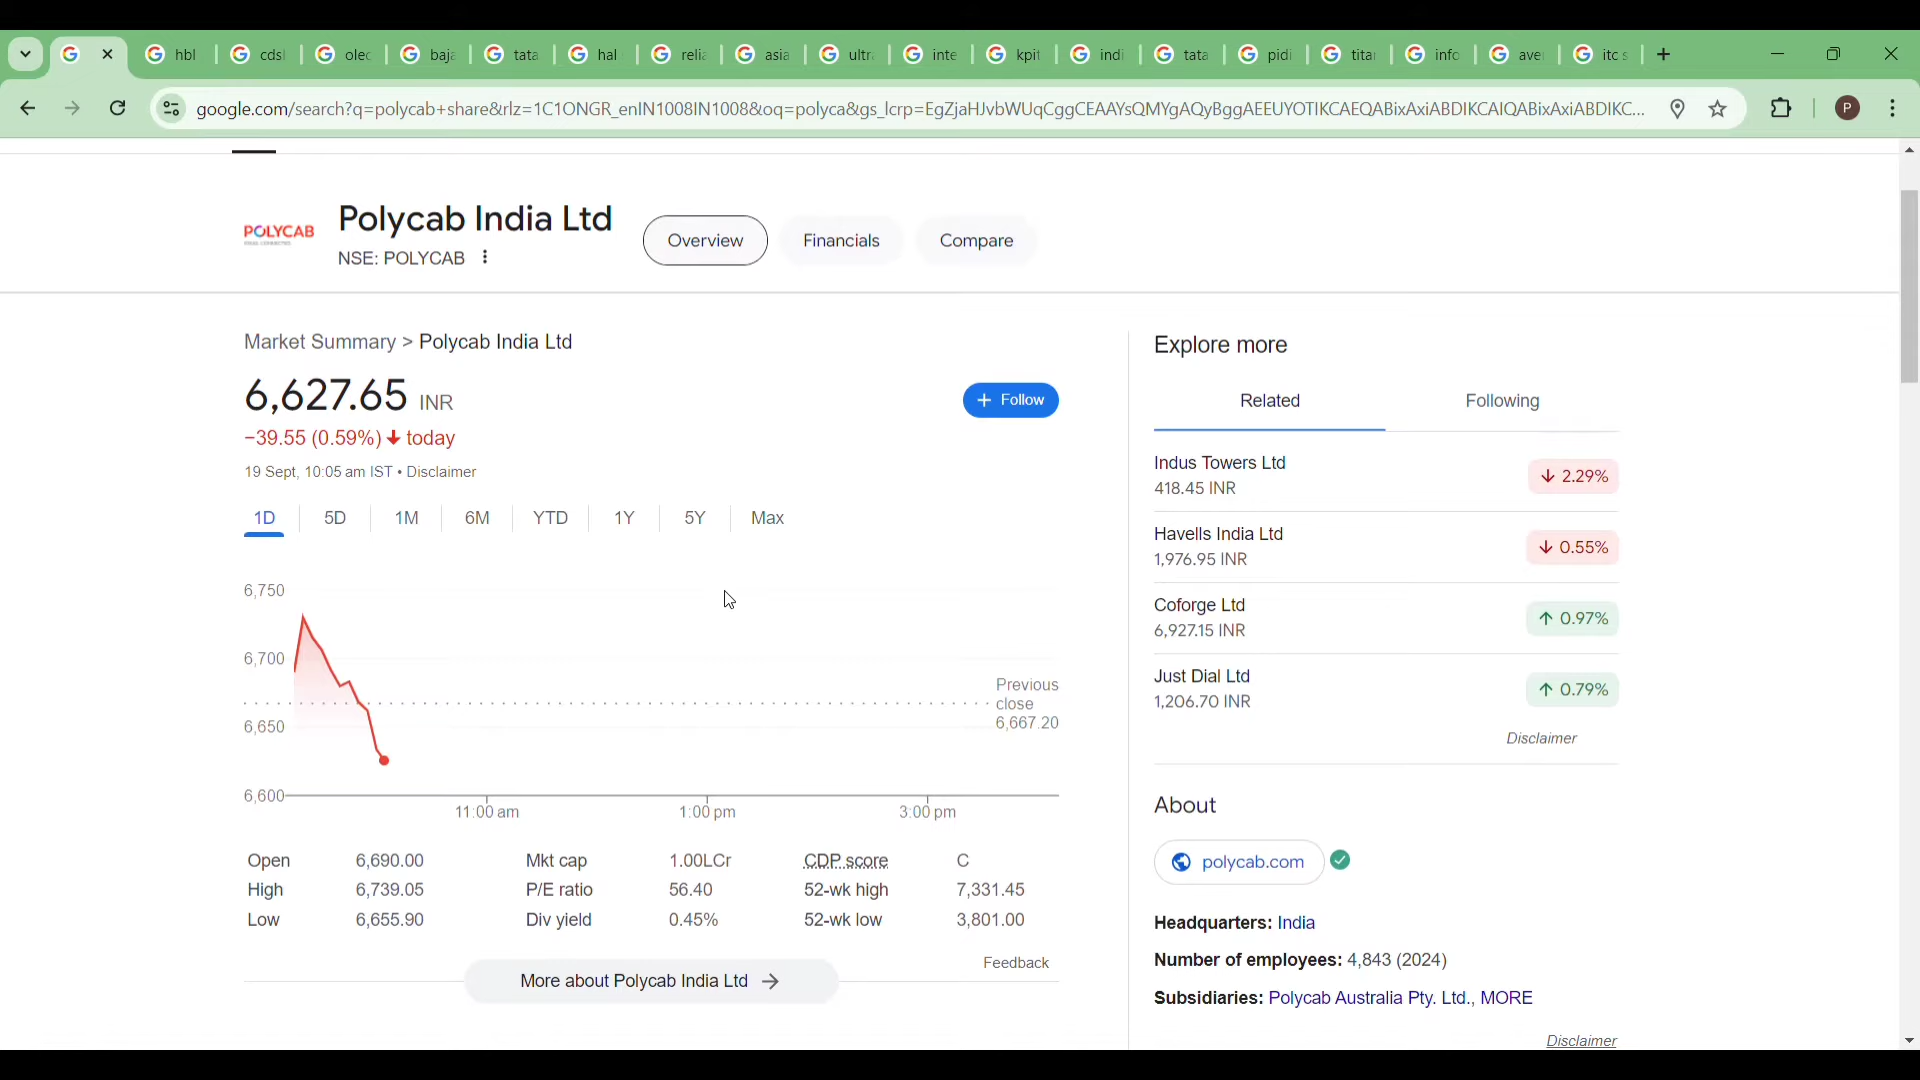 hbl cds olec baja tata hal relia asia ultr inte kpit indi tata pidi titan info ave itc s
google.com/search?q=polycab+share&rlz=1C1ONGR_enIN1008IN1008&oq=polyca&gs_lcrp=EgZjaHJvbWUqCggCEAAYsQMYgAQyBggAEEUYOTIKCAEQABixAxiABDIKCAIQABixAxiABDIKC... P
POLYCAB
Polycab India Ltd
NSE: POLYCAB
Overview Financials Compare
Market Summary > Polycab India Ltd
6,627.65 INR
+ Follow
−39.55 (0.59%) ↓ today
19 Sept, 10:05 am IST • Disclaimer
1D 5D 1M 6M YTD 1Y 5Y Max
6,750
6,700
6,650
6,600
Previous
close
6,667.20
11:00 am 1:00 pm 3:00 pm
Open 6,690.00 Mkt cap 1.00LCr CDP score C
High 6,739.05 P/E ratio 56.40 52-wk high 7,331.45
Low 6,655.90 Div yield 0.45% 52-wk low 3,801.00
Feedback
More about Polycab India Ltd →
Explore more
Related Following
Indus Towers Ltd
418.45 INR
↓ 2.29%
Havells India Ltd
1,976.95 INR
↓ 0.55%
Coforge Ltd
6,927.15 INR
↑ 0.97%
Just Dial Ltd
1,206.70 INR
↑ 0.79%
Disclaimer
About
polycab.com
Headquarters: India
Number of employees: 4,843 (2024)
Subsidiaries: Polycab Australia Pty. Ltd., MORE
Disclaimer